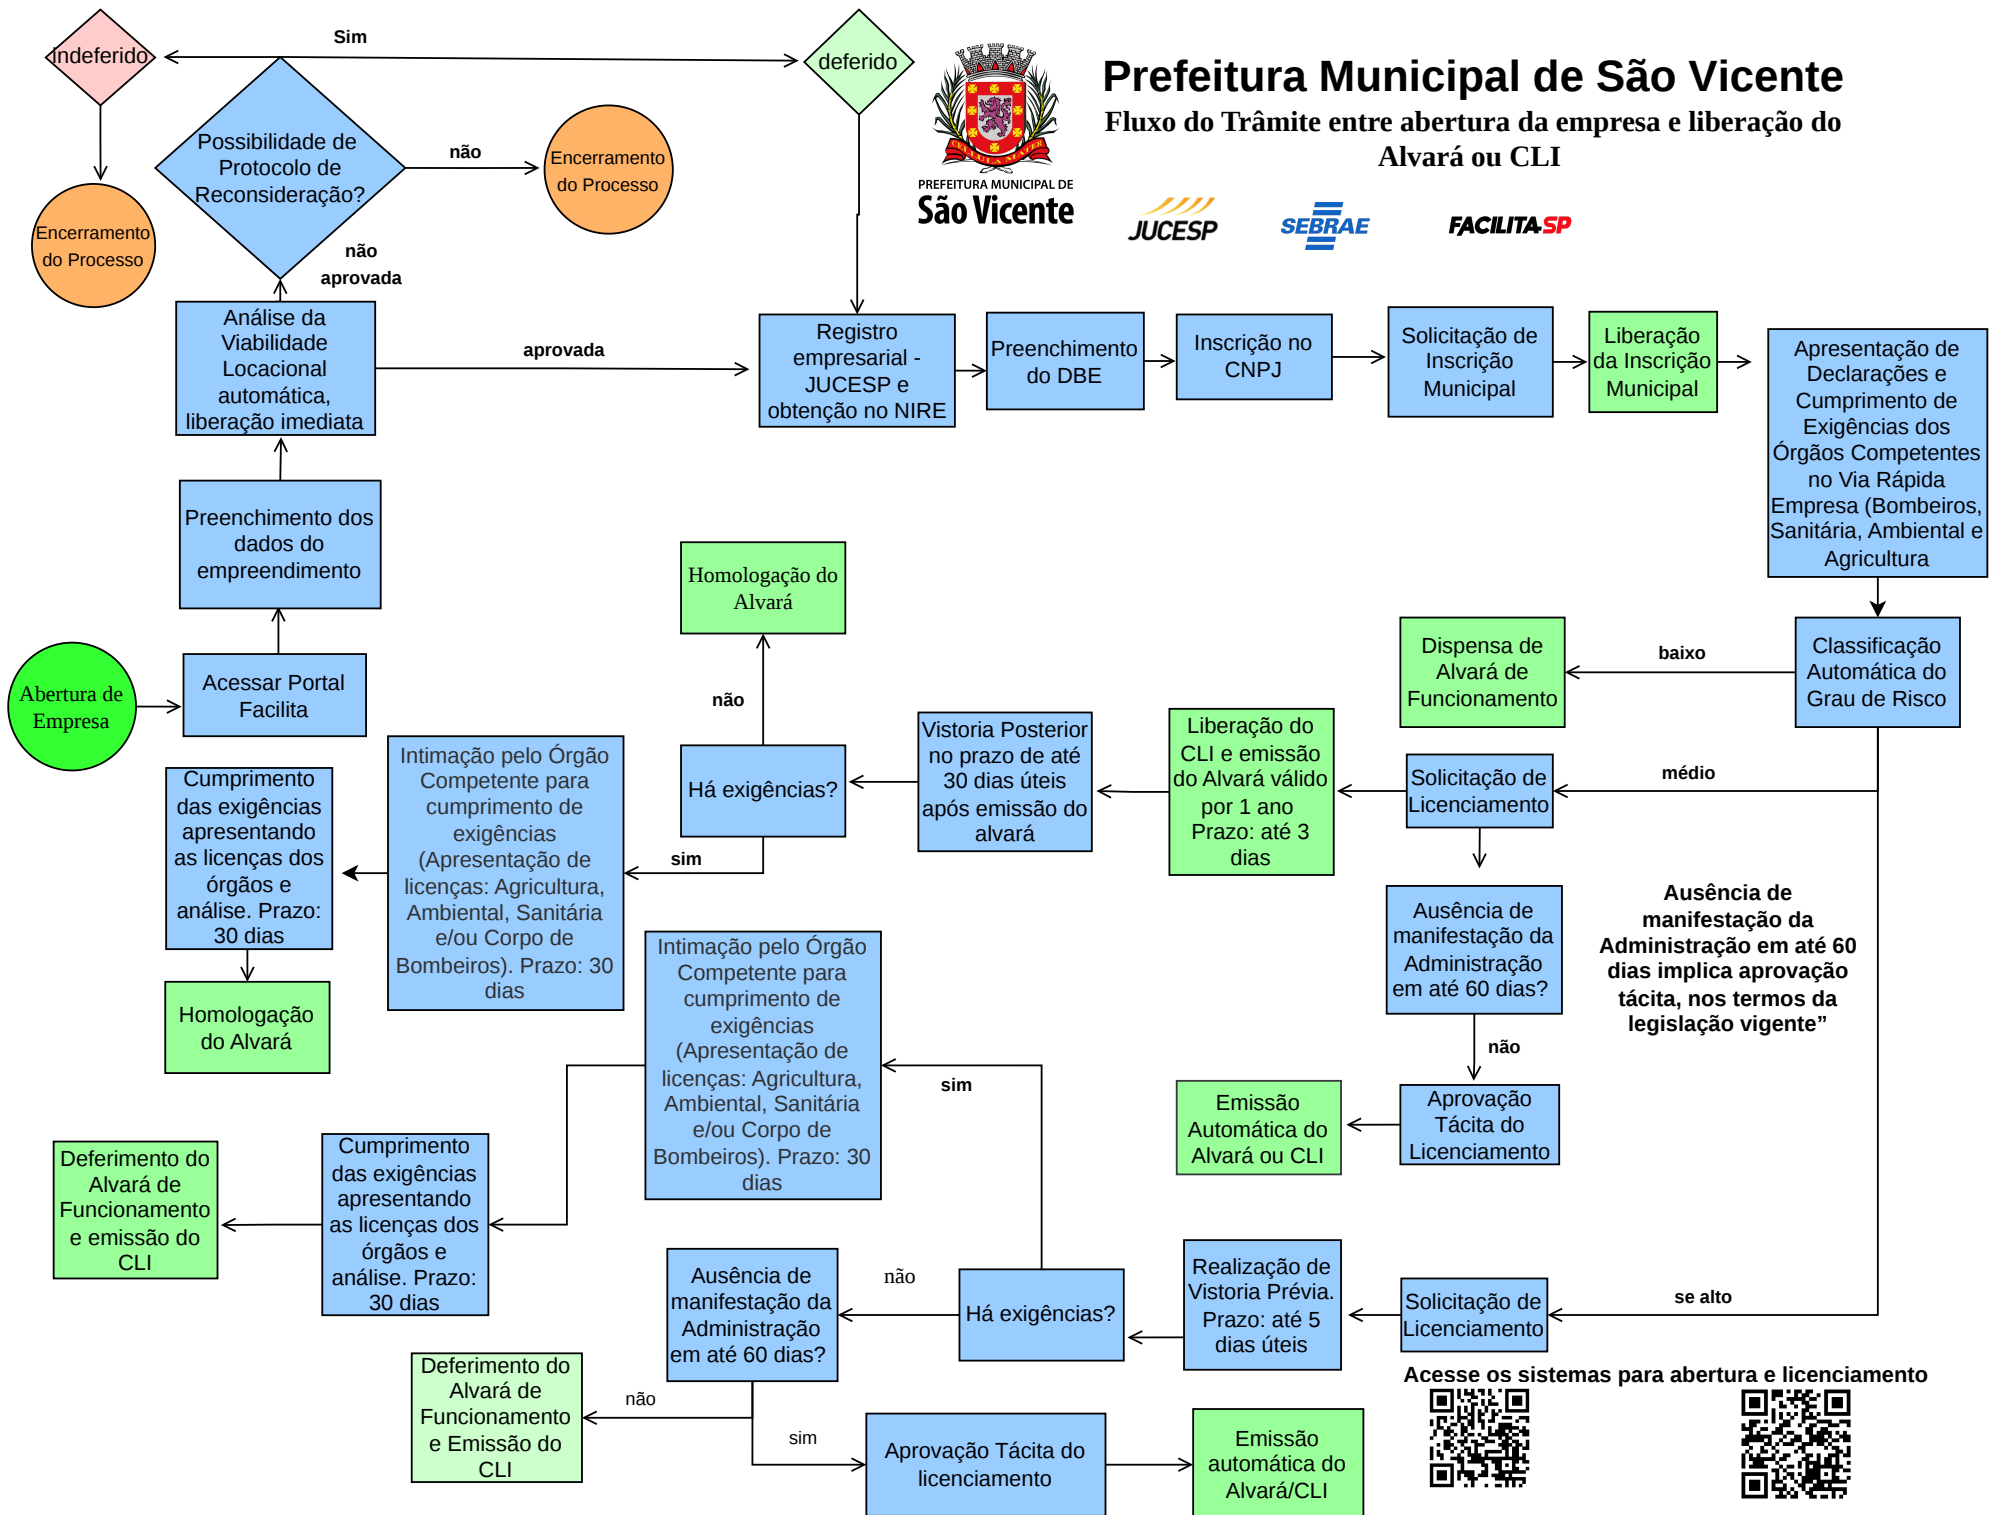 Prefeitura Municipal de São Vicente
Fluxo do Trâmite entre abertura da empresa e liberação do
Alvará ou CLI
CELLULA MATER
PREFEITURA MUNICIPAL DE
São Vicente
JUCESP
SEBRAE
FACILITA-SP
indeferido
Sim
deferido
Possibilidade de
Protocolo de
Reconsideração?
não
Encerramento
do Processo
Encerramento
do Processo
não
aprovada
Análise da
Viabilidade
Locacional
automática,
liberação imediata
aprovada
Registro
empresarial -
JUCESP e
obtenção no NIRE
Preenchimento
do DBE
Inscrição no
CNPJ
Solicitação de
Inscrição
Municipal
Liberação
da Inscrição
Municipal
Apresentação de
Declarações e
Cumprimento de
Exigências dos
Órgãos Competentes
no Via Rápida
Empresa (Bombeiros,
Sanitária, Ambiental e
Agricultura
Preenchimento dos
dados do
empreendimento
Abertura de
Empresa
Acessar Portal
Facilita
Homologação do
Alvará
não
Dispensa de
Alvará de
Funcionamento
baixo
Classificação
Automática do
Grau de Risco
Cumprimento
das exigências
apresentando
as licenças dos
órgãos e
análise. Prazo:
30 dias
Intimação pelo Órgão
Competente para
cumprimento de
exigências
(Apresentação de
licenças: Agricultura,
Ambiental, Sanitária
e/ou Corpo de
Bombeiros). Prazo: 30
dias
sim
Há exigências?
Vistoria Posterior
no prazo de até
30 dias úteis
após emissão do
alvará
Liberação do
CLI e emissão
do Alvará válido
por 1 ano
Prazo: até 3
dias
Solicitação de
Licenciamento
médio
Homologação
do Alvará
Ausência de
manifestação da
Administração
em até 60 dias?
Ausência de
manifestação da
Administração em até 60
dias implica aprovação
tácita, nos termos da
legislação vigente”
não
Aprovação
Tácita do
Licenciamento
Emissão
Automática do
Alvará ou CLI
Intimação pelo Órgão
Competente para
cumprimento de
exigências
(Apresentação de
licenças: Agricultura,
Ambiental, Sanitária
e/ou Corpo de
Bombeiros). Prazo: 30
dias
sim
Deferimento do
Alvará de
Funcionamento
e emissão do
CLI
Cumprimento
das exigências
apresentando
as licenças dos
órgãos e
análise. Prazo:
30 dias
Ausência de
manifestação da
Administração
em até 60 dias?
não
Há exigências?
Realização de
Vistoria Prévia.
Prazo: até 5
dias úteis
Solicitação de
Licenciamento
se alto
Deferimento do
Alvará de
Funcionamento
e Emissão do
CLI
não
sim
Aprovação Tácita do
licenciamento
Emissão
automática do
Alvará/CLI
Acesse os sistemas para abertura e licenciamento